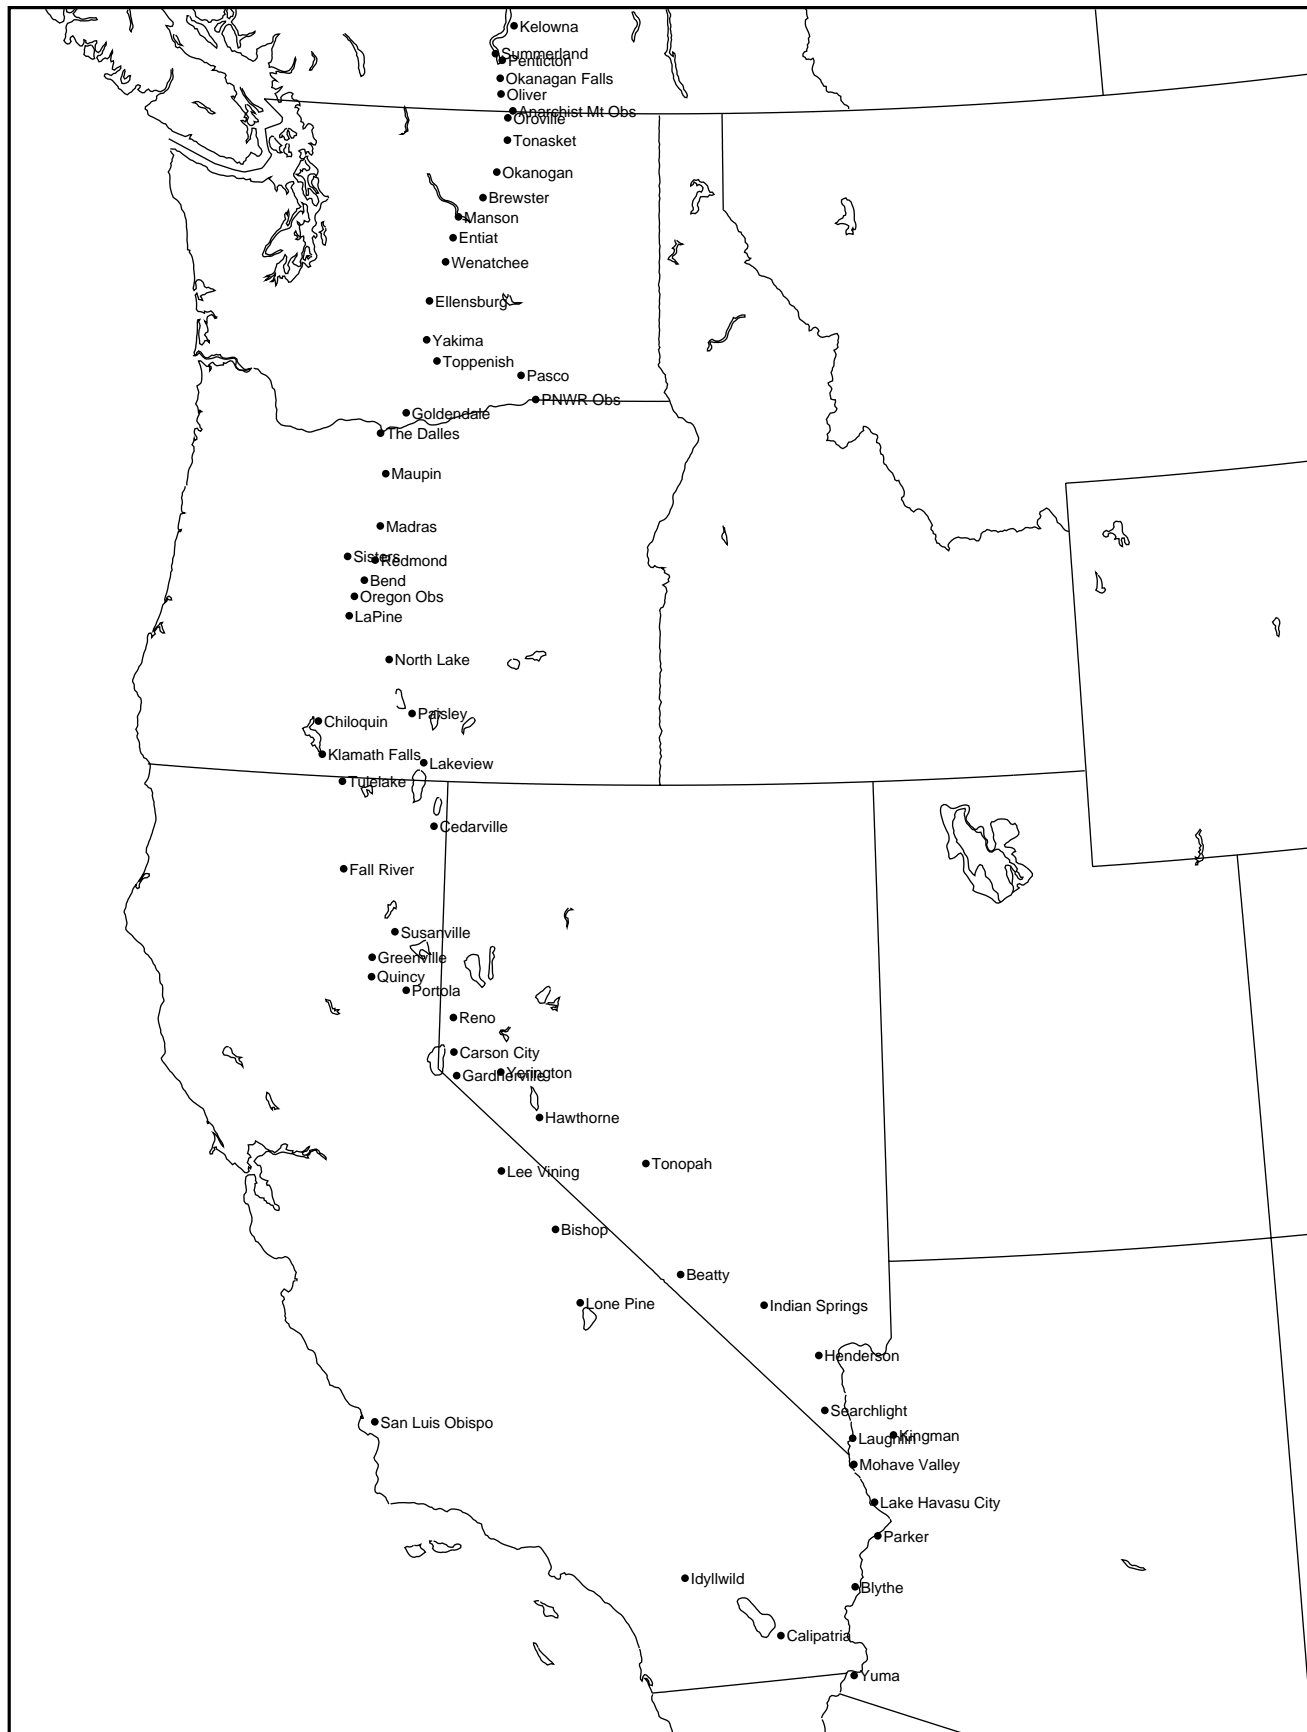 Kelowna
Summerland
Penticton
Okanagan Falls
Oliver
Anarchist Mt Obs
Oroville
Tonasket
Okanogan
Brewster
Manson
Entiat
Wenatchee
Ellensburg
Yakima
Toppenish
Pasco
PNWR Obs
Goldendale
The Dalles
Maupin
Madras
Sisters
Redmond
Bend
Oregon Obs
LaPine
North Lake
Paisley
Chiloquin
Klamath Falls
Lakeview
Tulelake
Cedarville
Fall River
Susanville
Greenville
Quincy
Portola
Reno
Carson City
Yerington
Gardnerville
Hawthorne
Tonopah
Lee Vining
Bishop
Beatty
Lone Pine
Indian Springs
Henderson
Searchlight
San Luis Obispo
Kingman
Laughlin
Mohave Valley
Lake Havasu City
Parker
Idyllwild
Blythe
Calipatria
Yuma